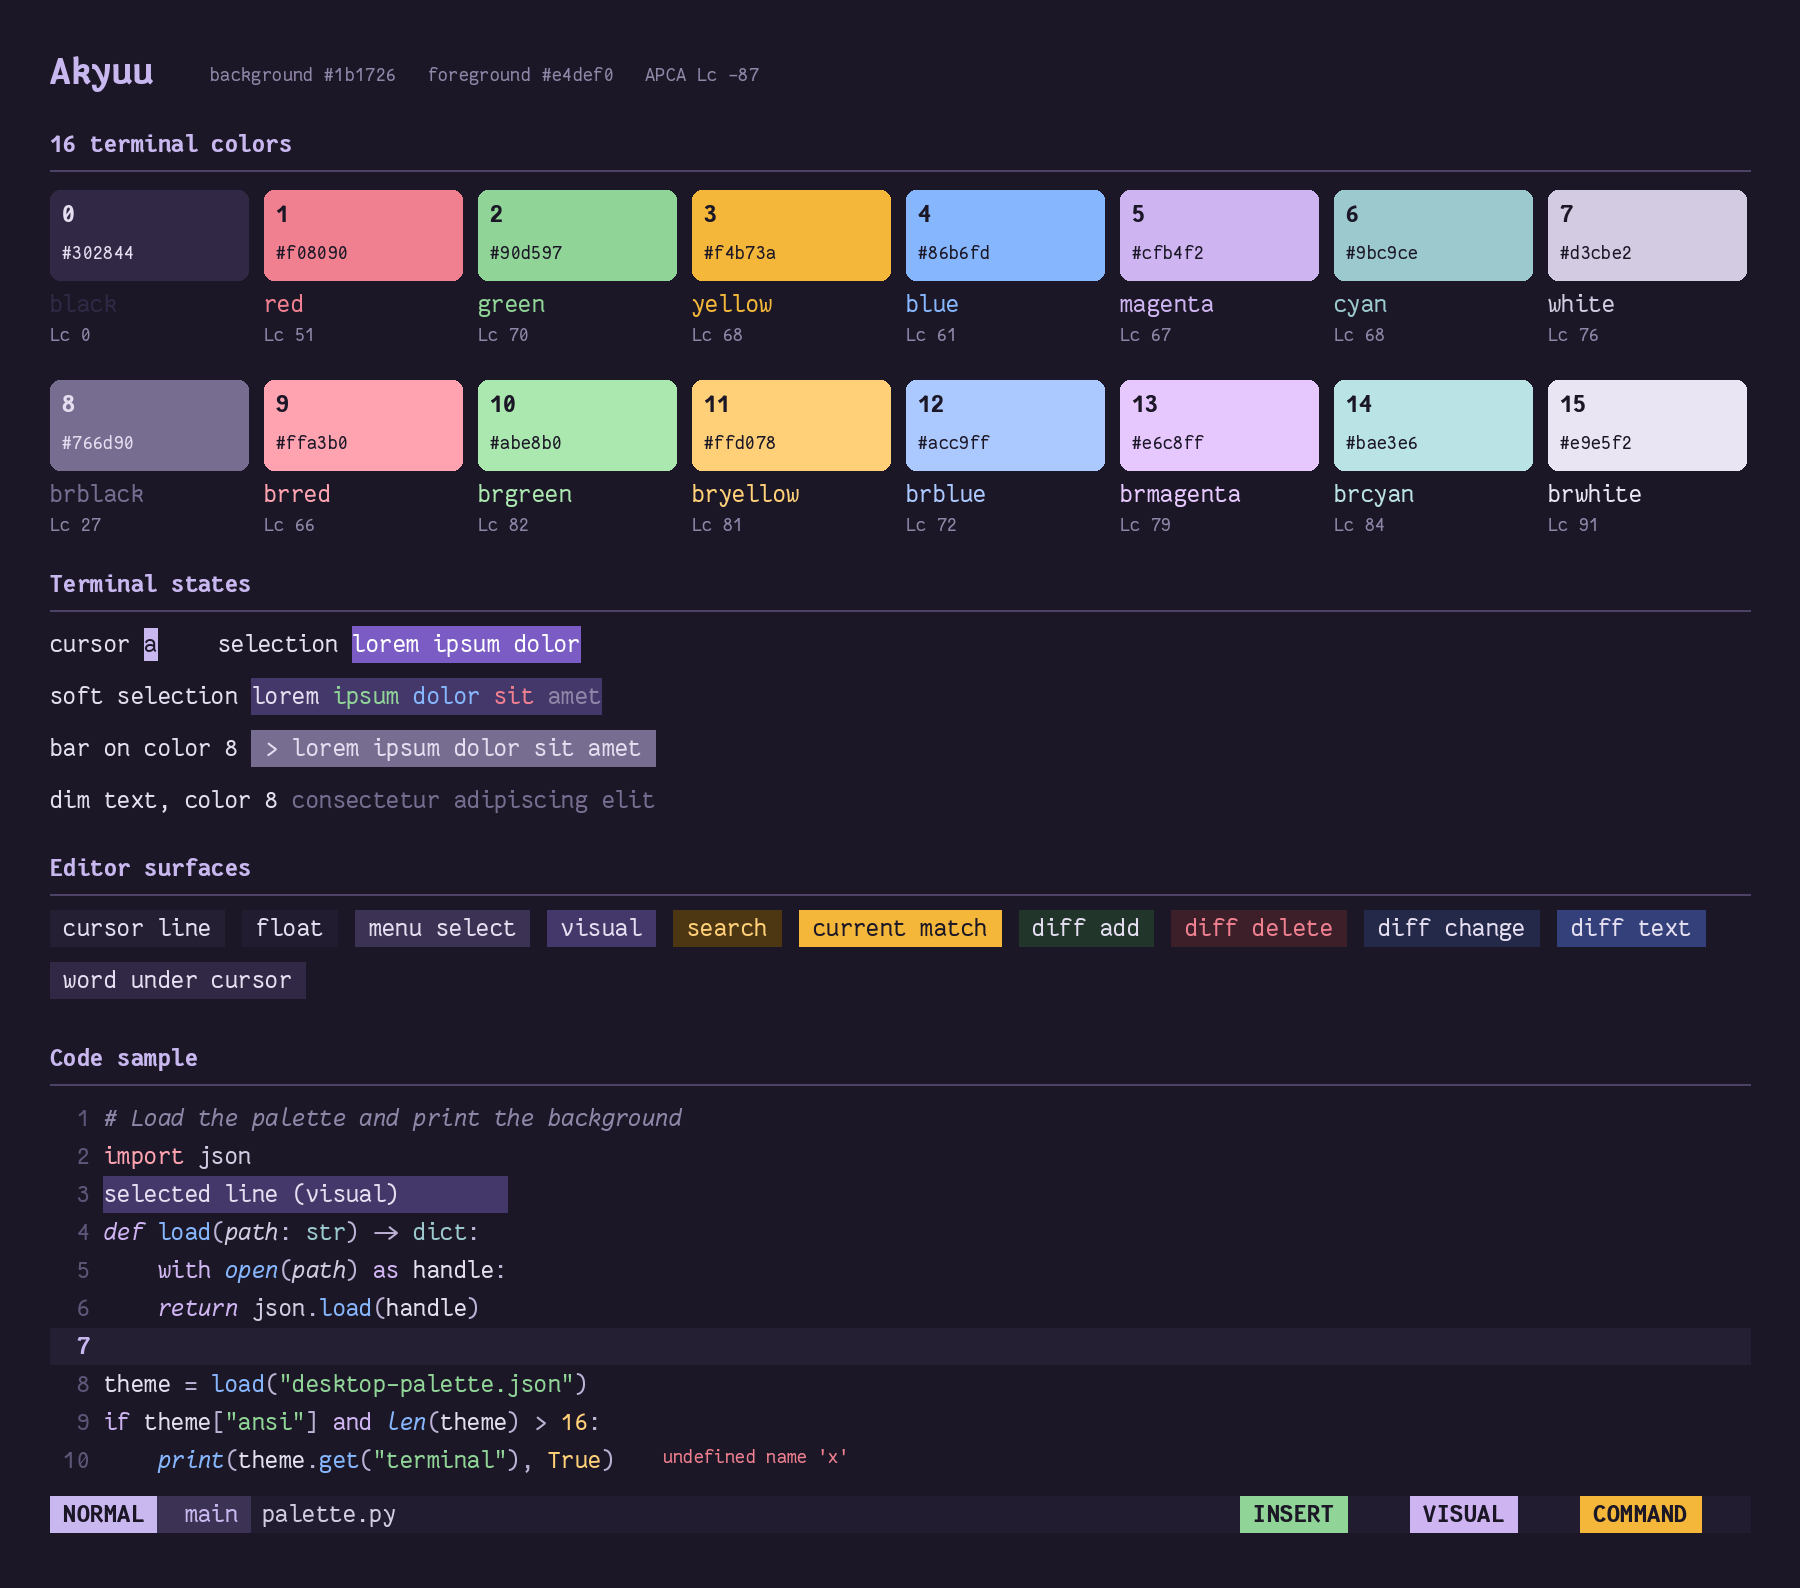 Akyuu background #1b1726 foreground #e4def0 APCA Lc -87
16 terminal colors
0 1 2 3 4 5 6 7
#302844 #f08090 #90d597 #f4b73a #86b6fd #cfb4f2 #9bc9ce #d3cbe2
black red green yellow blue magenta cyan white
Lc 0 Lc 51 Lc 70 Lc 68 Lc 61 Lc 67 Lc 68 Lc 76
8 9 10 11 12 13 14 15
#766d90 #ffa3b0 #abe8b0 #ffd078 #acc9ff #e6c8ff #bae3e6 #e9e5f2
brblack brred brgreen bryellow brblue brmagenta brcyan brwhite
Lc 27 Lc 66 Lc 82 Lc 81 Lc 72 Lc 79 Lc 84 Lc 91
Terminal states
cursor a selection lorem ipsum dolor
soft selection lorem ipsum dolor sit amet
bar on color 8 > lorem ipsum dolor sit amet
dim text, color 8 consectetur adipiscing elit
Editor surfaces
cursor line float menu select visual search current match diff add diff delete diff change diff text
word under cursor
Code sample
1 # Load the palette and print the background
2 import json
3 selected line (visual)
4 def load(path: str) -> dict:
5     with open(path) as handle:
6     return json.load(handle)
7
8 theme = load("desktop-palette.json")
9 if theme["ansi"] and len(theme) > 16:
10     print(theme.get("terminal"), True) undefined name 'x'
NORMAL main palette.py INSERT VISUAL COMMAND